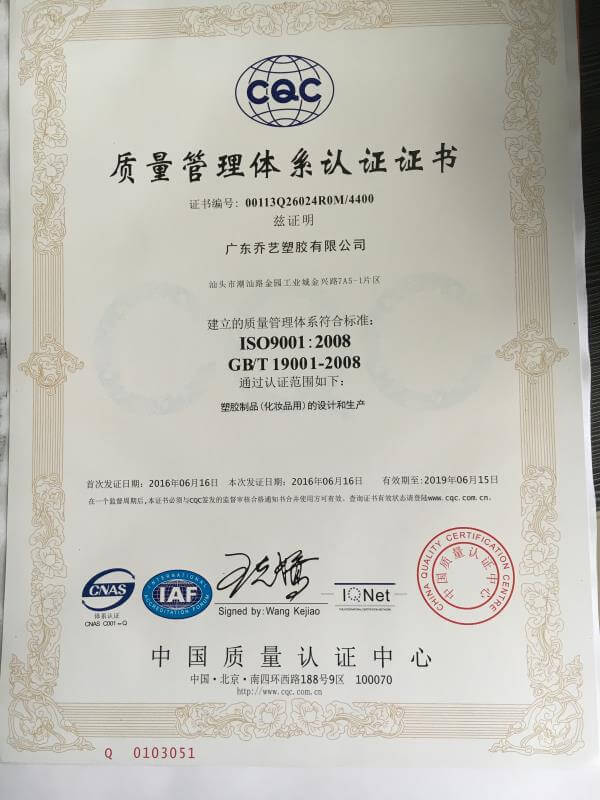 CQC
质量管理体系认证证书
证书编号: 00113Q26024R0M/4400
兹证明
广东乔艺塑胶有限公司
汕头市潮汕路金园工业城金兴路7A5-1片区
建立的质量管理体系符合标准:
ISO9001:2008
GB/T 19001-2008
通过认证范围如下:
塑胶制品(化妆品用)的设计和生产
首次发证日期: 2016年06月16日 本次发证日期: 2016年06月16日 有效期至: 2019年06月15日
在一个监督周期后,本证书必须与CQC签发的监督审核合格通知书合并使用方可有效。查询证书有效状态请登陆www.cqc.com.cn.
CNAS
体系认证
CNAS C001-Q
INTERNATIONAL
IAF
ACCREDITATION FORUM
Signed by: Wang Kejiao
IQNet
THE INTERNATIONAL CERTIFICATION NETWORK
CHINA QUALITY CERTIFICATION CENTRE
中国质量认证中心
中国质量认证中心
中国·北京·南四环西路188号9区 100070
http://www.cqc.com.cn
Q 0103051